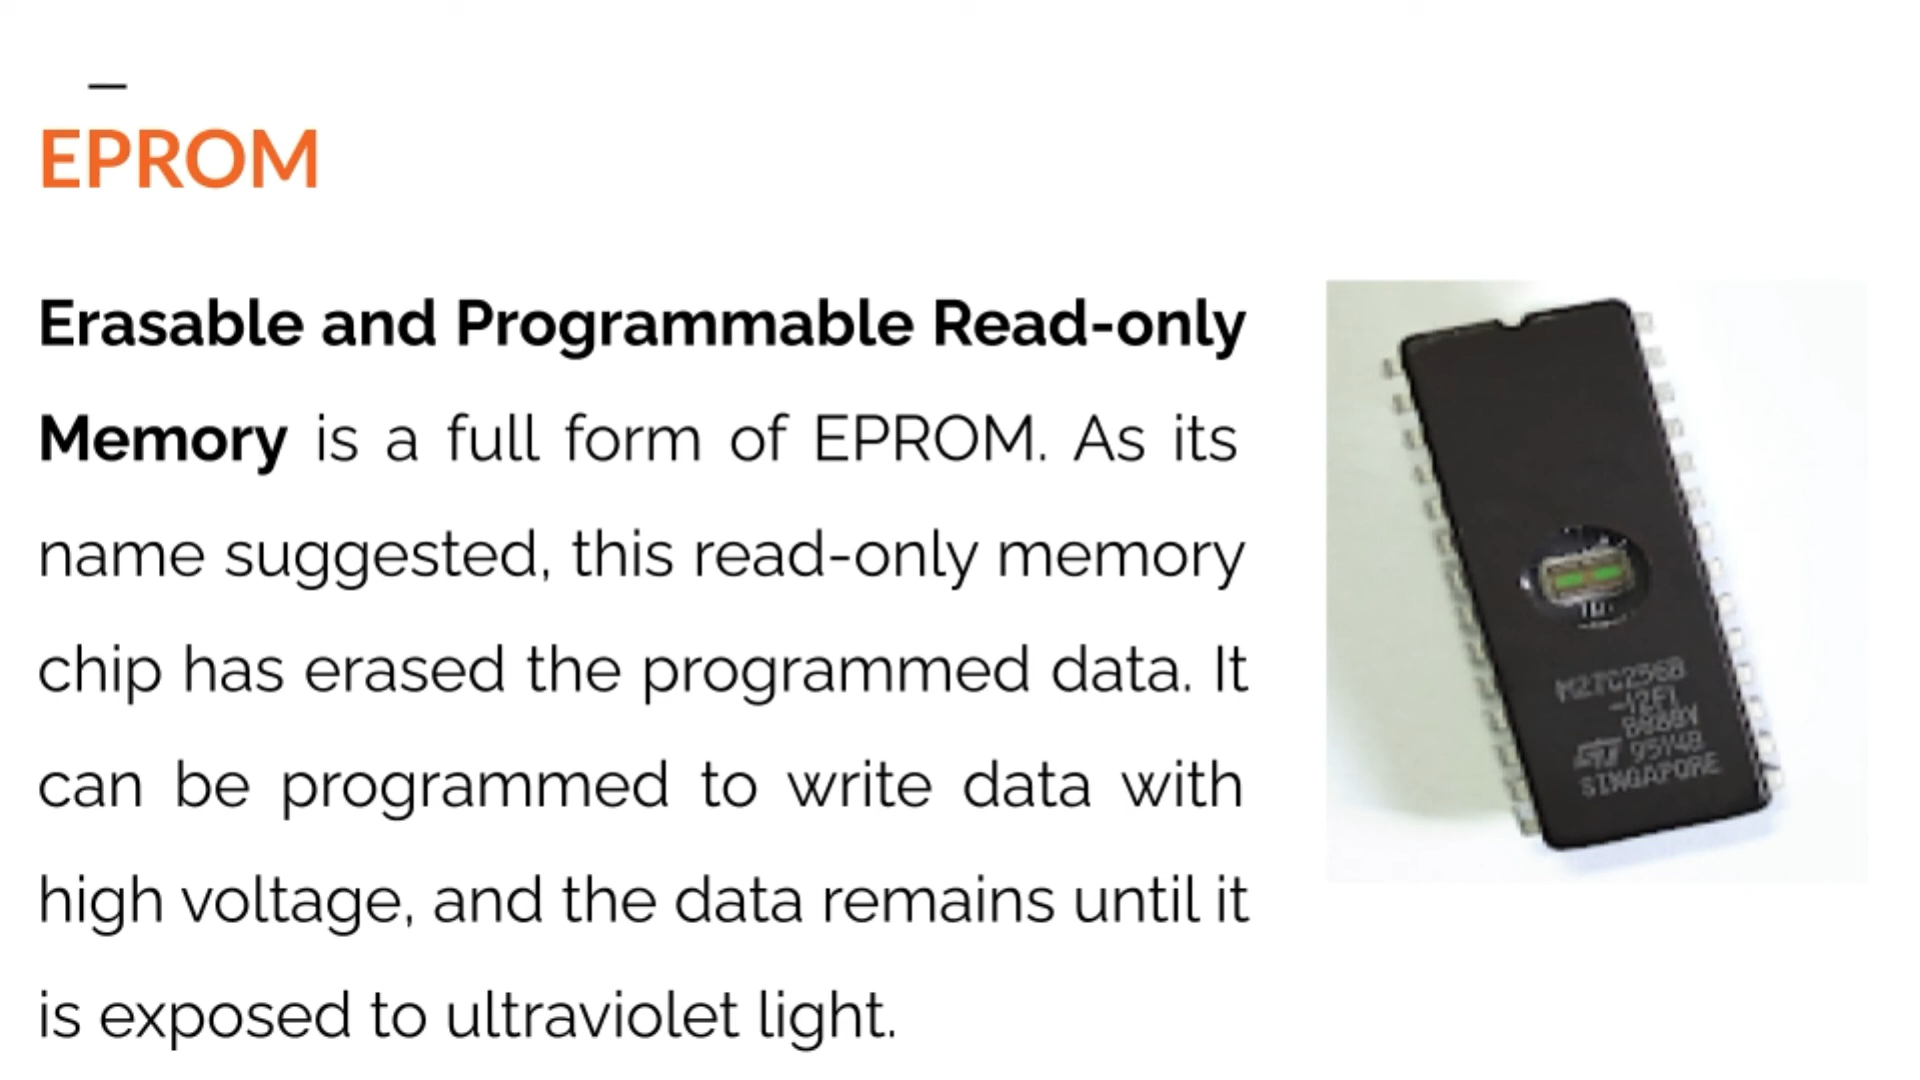 EPROM
Erasable and Programmable Read-only
Memory is a full form of EPROM. As its
name suggested, this read-only memory
chip has erased the programmed data. It
can be programmed to write data with
high voltage, and the data remains until it
is exposed to ultraviolet light.
M27C256B
SINGAPORE